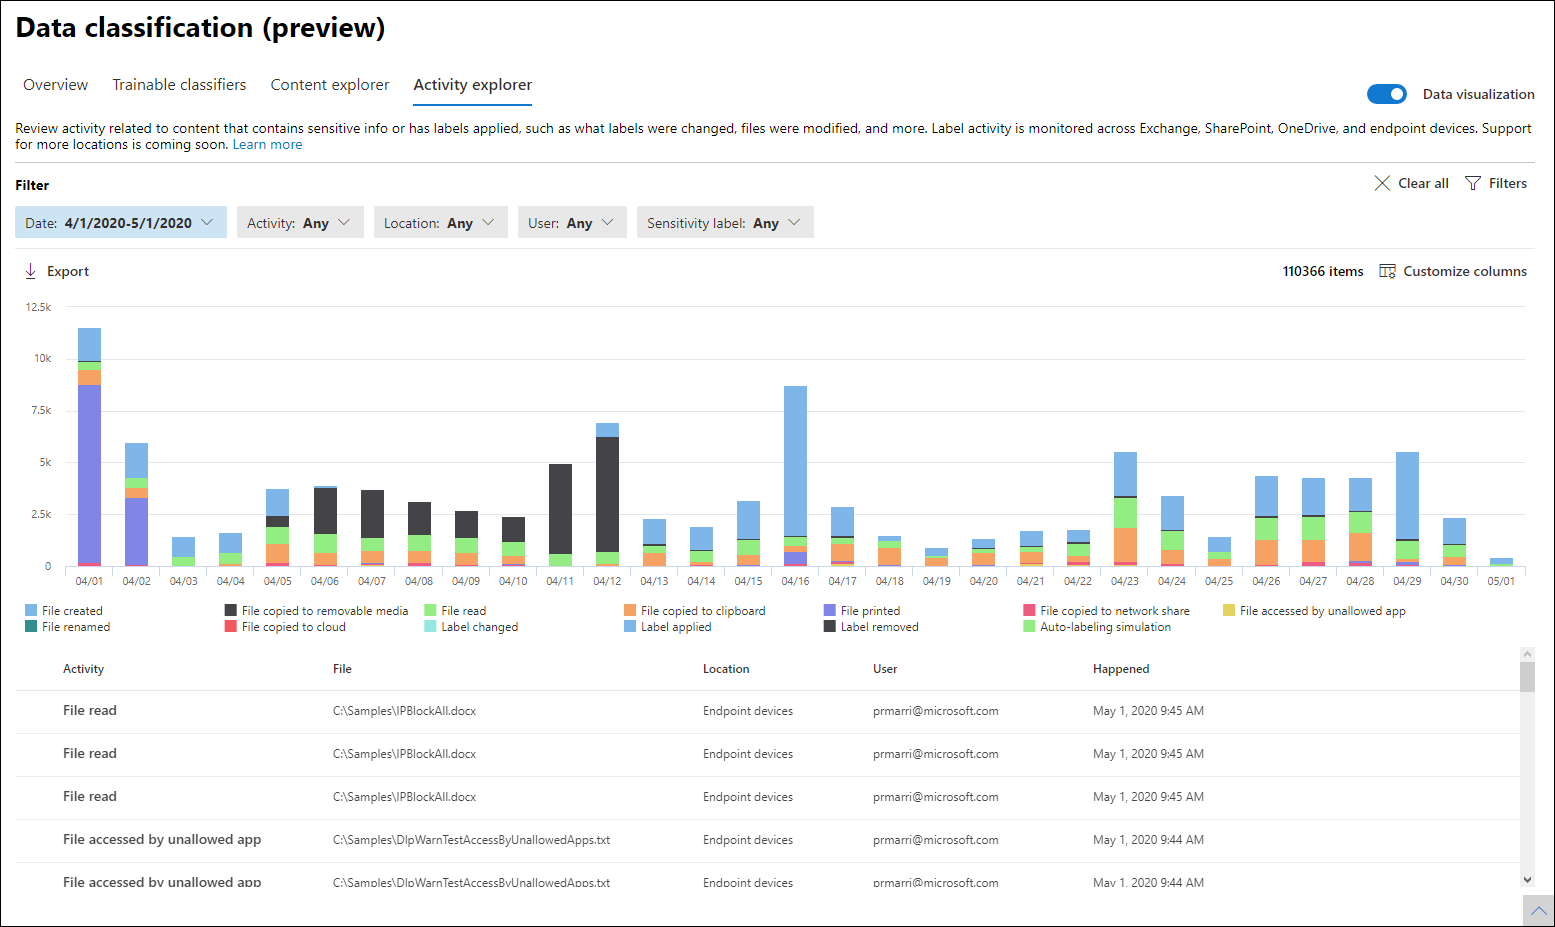 Data classification (preview)
Overview Trainable classifiers Content explorer Activity explorer
Data visualization
Review activity related to content that contains sensitive info or has labels applied, such as what labels were changed, files were modified, and more. Label activity is monitored across Exchange, SharePoint, OneDrive, and endpoint devices. Support
for more locations is coming soon. Learn more
Filter
Clear all Filters
Date: 4/1/2020-5/1/2020 Activity: Any Location: Any User: Any Sensitivity label: Any
Export
110366 items Customize columns
12.5k
10k
7.5k
5k
2.5k
0
04/01 04/02 04/03 04/04 04/05 04/06 04/07 04/08 04/09 04/10 04/11 04/12 04/13 04/14 04/15 04/16 04/17 04/18 04/19 04/20 04/21 04/22 04/23 04/24 04/25 04/26 04/27 04/28 04/29 04/30 05/01
File created File copied to removable media File read File copied to clipboard File printed File copied to network share File accessed by unallowed app
File renamed File copied to cloud Label changed Label applied Label removed Auto-labeling simulation
Activity File Location User Happened
File read C:\Samples\IPBlockAll.docx Endpoint devices prmarri@microsoft.com May 1, 2020 9:45 AM
File read C:\Samples\IPBlockAll.docx Endpoint devices prmarri@microsoft.com May 1, 2020 9:45 AM
File read C:\Samples\IPBlockAll.docx Endpoint devices prmarri@microsoft.com May 1, 2020 9:45 AM
File accessed by unallowed app C:\Samples\DlpWarnTestAccessByUnallowedApps.txt Endpoint devices prmarri@microsoft.com May 1, 2020 9:44 AM
File accessed by unallowed app C:\Samples\DlpWarnTestAccessByUnallowedApps.txt Endpoint devices prmarri@microsoft.com May 1, 2020 9:44 AM